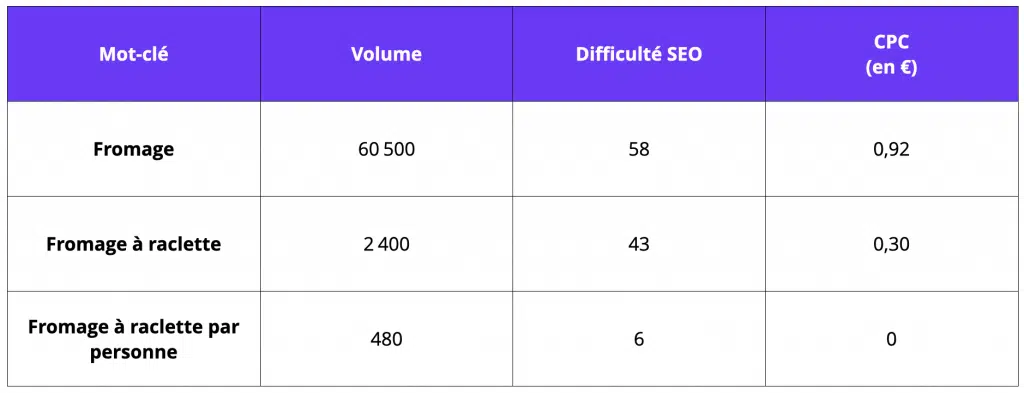 Mot-clé
Volume
Difficulté SEO
CPC
(en €)
Fromage
60 500
58
0,92
Fromage à raclette
2 400
43
0,30
Fromage à raclette par
personne
480
6
0